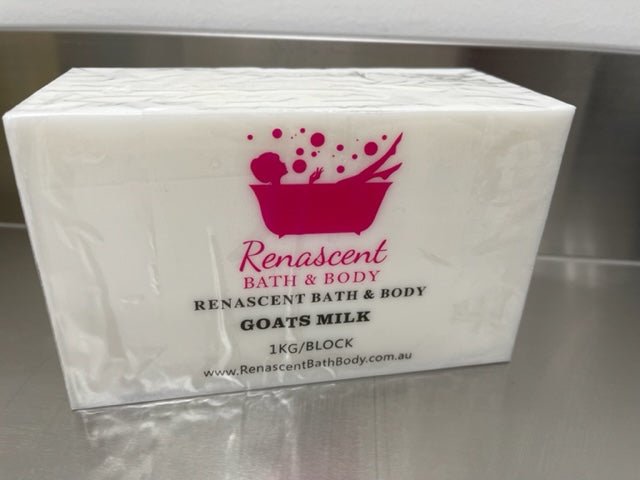 Renascent
BATH & BODY
RENASCENT BATH & BODY
GOATS MILK
1KG/BLOCK
www.RenascentBathBody.com.au